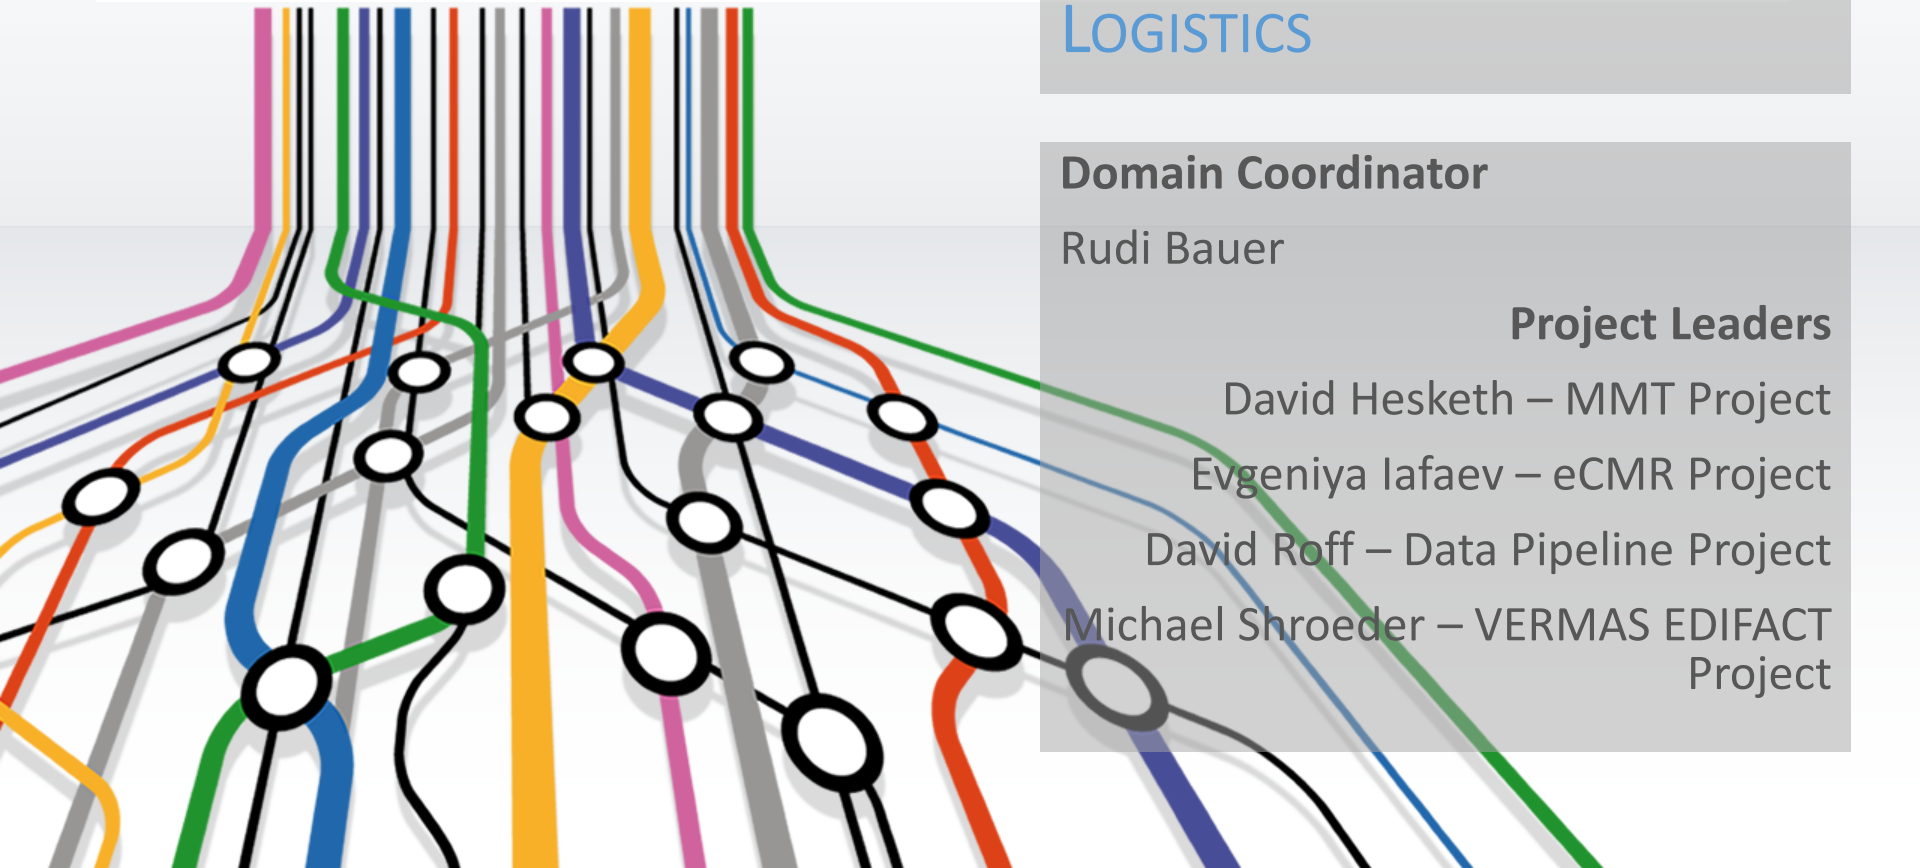 LOGISTICS
Domain Coordinator
Rudi Bauer
Project Leaders
David Hesketh – MMT Project
Evgeniya Iafaev – eCMR Project
David Roff – Data Pipeline Project
Michael Shroeder – VERMAS EDIFACT
Project